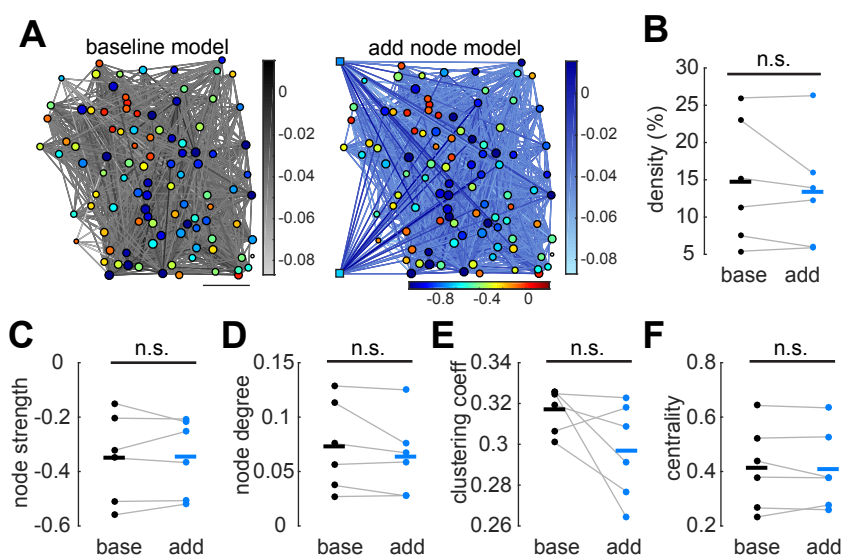 A
baseline model
add node model
0
-0.02
-0.04
-0.06
-0.08
0
-0.02
-0.04
-0.06
-0.08
-0.8
-0.4
0
B
n.s.
density (%)
30
25
20
15
10
5
base
add
C
n.s.
node strength
0
-0.2
-0.4
-0.6
base
add
D
n.s.
node degree
0.15
0.1
0.05
0
base
add
E
n.s.
clustering coeff
0.34
0.32
0.3
0.28
0.26
base
add
F
n.s.
centrality
0.8
0.6
0.4
0.2
base
add